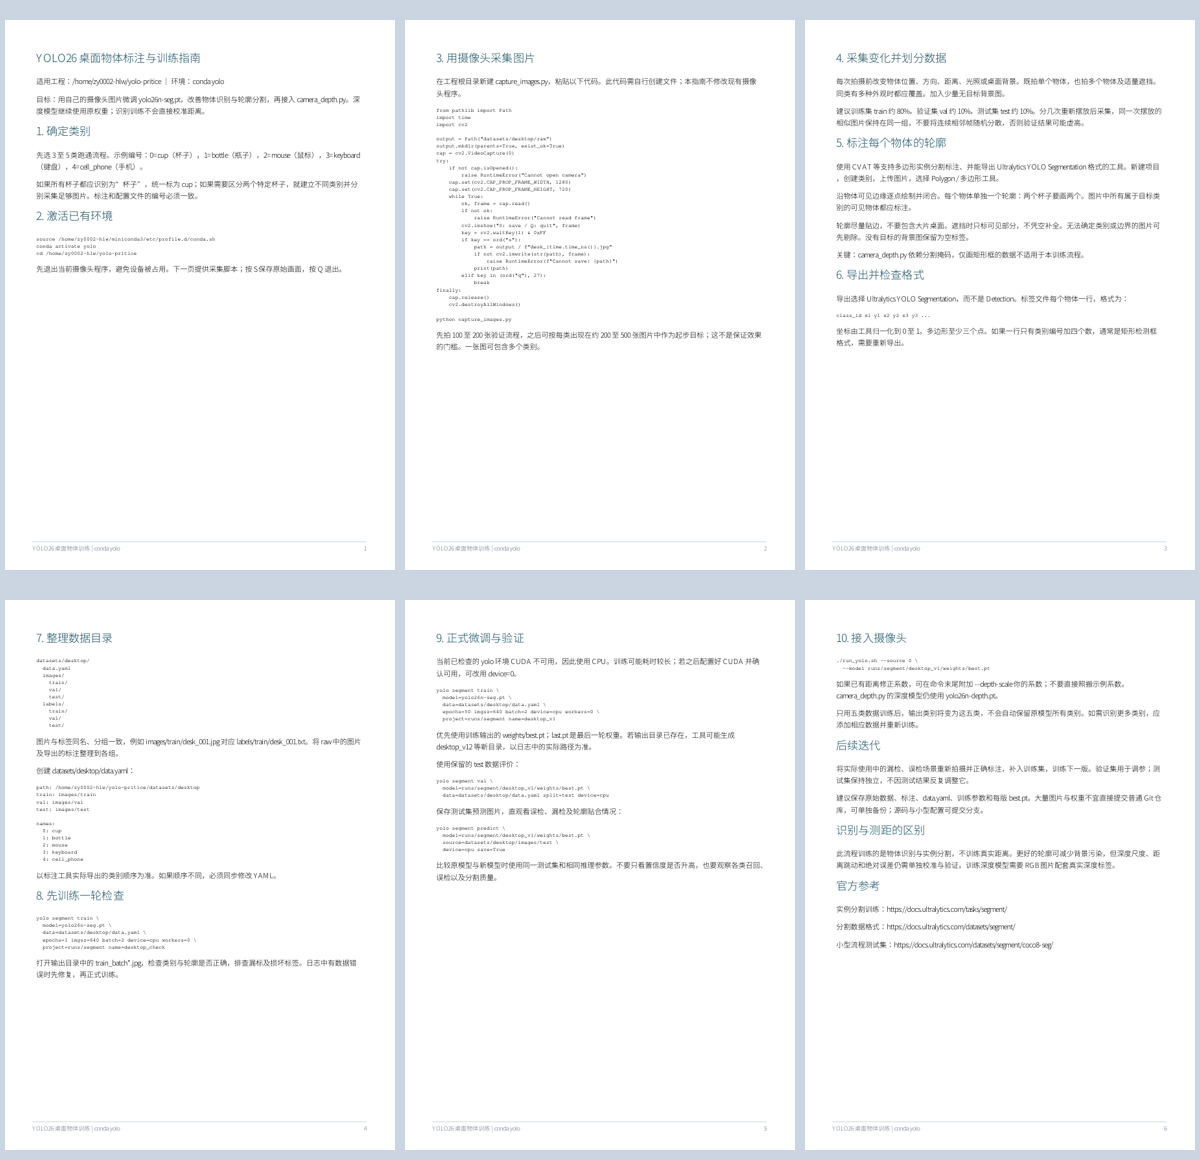 YOLO26 桌面物体标注与训练指南
适用工程：/home/zy0002-hlw/yolo-pritice ｜ 环境：conda yolo
目标：用自己的摄像头图片微调 yolo26n-seg.pt，改善物体识别与轮廓分割，再接入 camera_depth.py。深
度模型继续使用原权重；识别训练不会直接校准距离。
1. 确定类别
先选 3 至 5 类跑通流程。示例编号：0=cup（杯子），1=bottle（瓶子），2=mouse（鼠标），3=keyboard
（键盘），4=cell_phone（手机）。
如果所有杯子都应识别为”杯子”，统一标为 cup；如果需要区分两个特定杯子，就建立不同类别并分
别采集足够图片。标注和配置文件的编号必须一致。
2. 激活已有环境
source /home/zy0002-hlw/miniconda3/etc/profile.d/conda.sh
conda activate yolo
cd /home/zy0002-hlw/yolo-pritice
先退出当前摄像头程序，避免设备被占用。下一页提供采集脚本；按 S 保存原始画面，按 Q 退出。
YOLO26 桌面物体训练 | conda yolo
1
3. 用摄像头采集图片
在工程根目录新建 capture_images.py，粘贴以下代码。此代码需自行创建文件；本指南不修改现有摄像
头程序。
from pathlib import Path
import time
import cv2
output = Path("datasets/desktop/raw")
output.mkdir(parents=True, exist_ok=True)
cap = cv2.VideoCapture(0)
try:
    if not cap.isOpened():
        raise RuntimeError("Cannot open camera")
    cap.set(cv2.CAP_PROP_FRAME_WIDTH, 1280)
    cap.set(cv2.CAP_PROP_FRAME_HEIGHT, 720)
    while True:
        ok, frame = cap.read()
        if not ok:
            raise RuntimeError("Cannot read frame")
        cv2.imshow("S: save / Q: quit", frame)
        key = cv2.waitKey(1) & 0xFF
        if key == ord("s"):
            path = output / f"desk_{time.time_ns()}.jpg"
            if not cv2.imwrite(str(path), frame):
                raise RuntimeError(f"Cannot save: {path}")
            print(path)
        elif key in (ord("q"), 27):
            break
finally:
    cap.release()
    cv2.destroyAllWindows()
python capture_images.py
先拍 100 至 200 张验证流程，之后可按每类出现在约 200 至 500 张图片中作为起步目标；这不是保证效果
的门槛。一张图可包含多个类别。
YOLO26 桌面物体训练 | conda yolo
2
4. 采集变化并划分数据
每次拍摄前改变物体位置、方向、距离、光照或桌面背景。既拍单个物体，也拍多个物体及适量遮挡。
同类有多种外观时都应覆盖。加入少量无目标背景图。
建议训练集 train 约 80%，验证集 val 约 10%，测试集 test 约 10%。分几次重新摆放后采集，同一次摆放的
相似图片保持在同一组，不要将连续相邻帧随机分散，否则验证结果可能虚高。
5. 标注每个物体的轮廓
使用 CVAT 等支持多边形实例分割标注、并能导出 Ultralytics YOLO Segmentation 格式的工具。新建项目
，创建类别，上传图片，选择 Polygon / 多边形工具。
沿物体可见边缘逐点绘制并闭合。每个物体单独一个轮廓；两个杯子要画两个。图片中所有属于目标类
别的可见物体都应标注。
轮廓尽量贴边，不要包含大片桌面。遮挡时只标可见部分，不凭空补全。无法确定类别或边界的图片可
先剔除。没有目标的背景图保留为空标签。
关键：camera_depth.py 依赖分割掩码，仅画矩形框的数据不适用于本训练流程。
6. 导出并检查格式
导出选择 Ultralytics YOLO Segmentation，而不是 Detection。标签文件每个物体一行，格式为：
class_id x1 y1 x2 y2 x3 y3 ...
坐标由工具归一化到 0 至 1，多边形至少三个点。如果一行只有类别编号加四个数，通常是矩形检测框
格式，需要重新导出。
YOLO26 桌面物体训练 | conda yolo
3
7. 整理数据目录
datasets/desktop/
  data.yaml
  images/
    train/
    val/
    test/
  labels/
    train/
    val/
    test/
图片与标签同名、分组一致，例如 images/train/desk_001.jpg 对应 labels/train/desk_001.txt。将 raw 中的图片
及导出的标注整理到各组。
创建 datasets/desktop/data.yaml：
path: /home/zy0002-hlw/yolo-pritice/datasets/desktop
train: images/train
val: images/val
test: images/test
names:
  0: cup
  1: bottle
  2: mouse
  3: keyboard
  4: cell_phone
以标注工具实际导出的类别顺序为准。如果顺序不同，必须同步修改 YAML。
8. 先训练一轮检查
yolo segment train \
  model=yolo26n-seg.pt \
  data=datasets/desktop/data.yaml \
  epochs=1 imgsz=640 batch=2 device=cpu workers=0 \
  project=runs/segment name=desktop_check
打开输出目录中的 train_batch*.jpg，检查类别与轮廓是否正确，排查漏标及损坏标签。日志中有数据错
误时先修复，再正式训练。
YOLO26 桌面物体训练 | conda yolo
4
9. 正式微调与验证
当前已检查的 yolo 环境 CUDA 不可用，因此使用 CPU。训练可能耗时较长；若之后配置好 CUDA 并确
认可用，可改用 device=0。
yolo segment train \
  model=yolo26n-seg.pt \
  data=datasets/desktop/data.yaml \
  epochs=50 imgsz=640 batch=2 device=cpu workers=0 \
  project=runs/segment name=desktop_v1
优先使用训练输出的 weights/best.pt；last.pt 是最后一轮权重。若输出目录已存在，工具可能生成
desktop_v12 等新目录，以日志中的实际路径为准。
使用保留的 test 数据评价：
yolo segment val \
  model=runs/segment/desktop_v1/weights/best.pt \
  data=datasets/desktop/data.yaml split=test device=cpu
保存测试集预测图片，直观看误检、漏检及轮廓贴合情况：
yolo segment predict \
  model=runs/segment/desktop_v1/weights/best.pt \
  source=datasets/desktop/images/test \
  device=cpu save=True
比较原模型与新模型时使用同一测试集和相同推理参数。不要只看置信度是否升高，也要观察各类召回、
误检以及分割质量。
YOLO26 桌面物体训练 | conda yolo
5
10. 接入摄像头
./run_yolo.sh --source 0 \
  --model runs/segment/desktop_v1/weights/best.pt
如果已有距离修正系数，可在命令末尾附加 --depth-scale 你的系数；不要直接照搬示例系数。
camera_depth.py 的深度模型仍使用 yolo26n-depth.pt。
只用五类数据训练后，输出类别将变为这五类，不会自动保留原模型所有类别。如需识别更多类别，应
添加相应数据并重新训练。
后续迭代
将实际使用中的漏检、误检场景重新拍摄并正确标注，补入训练集，训练下一版。验证集用于调参；测
试集保持独立，不因测试结果反复调整它。
建议保存原始数据、标注、data.yaml、训练参数和每版 best.pt。大量图片与权重不宜直接提交普通 Git 仓
库，可单独备份；源码与小型配置可提交分支。
识别与测距的区别
此流程训练的是物体识别与实例分割，不训练真实距离。更好的轮廓可减少背景污染，但深度尺度、距
离跳动和绝对误差仍需单独校准与验证。训练深度模型需要 RGB 图片配套真实深度标签。
官方参考
实例分割训练：https://docs.ultralytics.com/tasks/segment/
分割数据格式：https://docs.ultralytics.com/datasets/segment/
小型流程测试集：https://docs.ultralytics.com/datasets/segment/coco8-seg/
YOLO26 桌面物体训练 | conda yolo
6